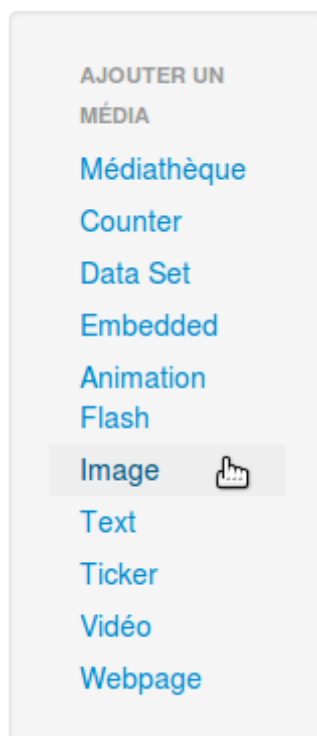 AJOUTER UN
MÉDIA
Médiathèque
Counter
Data Set
Embedded
Animation
Flash
Image
Text
Ticker
Vidéo
Webpage